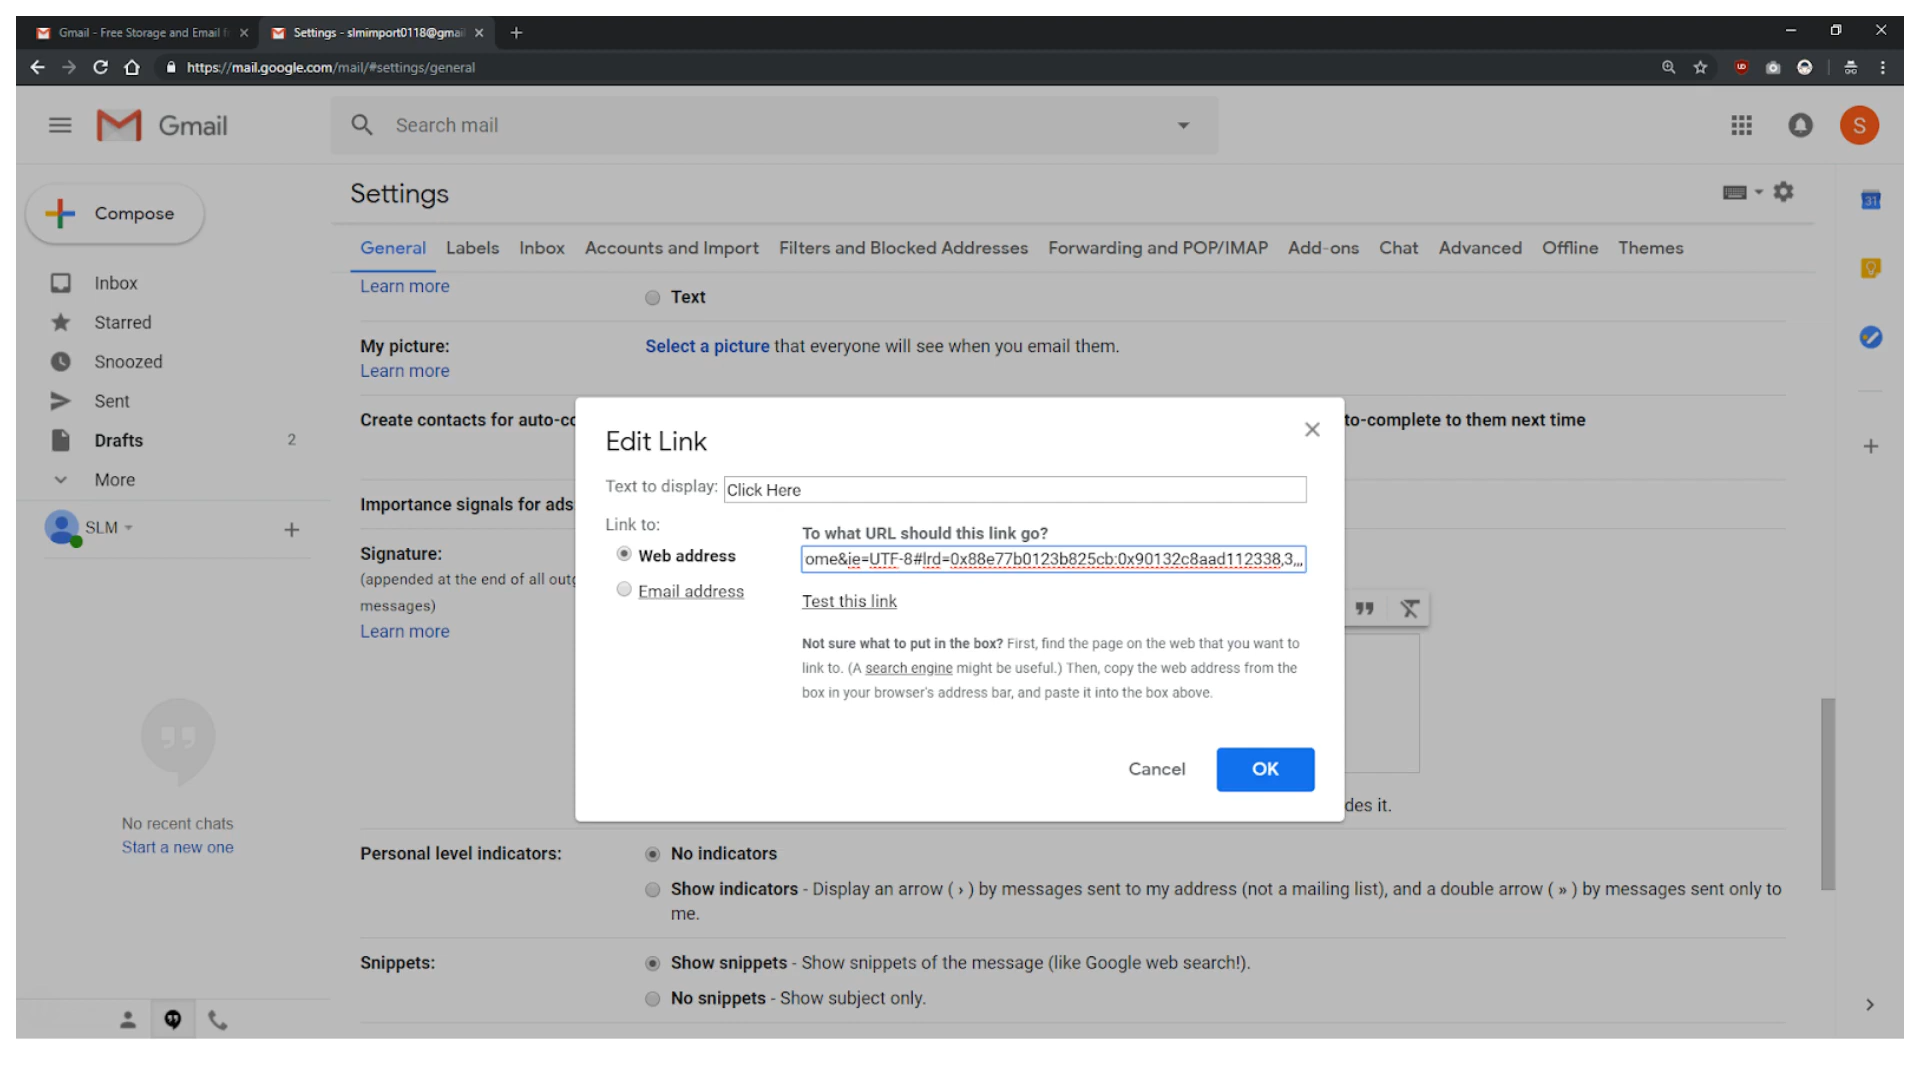 Gmail - Free Storage and Email f
Settings - slmimport0118@gmail
https://mail.google.com/mail/#settings/general
Gmail
Search mail
S
Compose
Settings
31
General Labels Inbox Accounts and Import Filters and Blocked Addresses Forwarding and POP/IMAP Add-ons Chat Advanced Offline Themes
Inbox
Starred
Snoozed
Sent
Drafts 2
More
SLM
No recent chats
Start a new one
Learn more
Text
My picture:
Learn more
Select a picture that everyone will see when you email them.
Create contacts for auto-co
to-complete to them next time
Importance signals for ads
Signature:
(appended at the end of all outg
messages)
Learn more
Edit Link
Text to display: Click Here
Link to:
Web address
Email address
To what URL should this link go?
ome&ie=UTF-8#lrd=0x88e77b0123b825cb:0x90132c8aad112338,3,,,
Test this link
Not sure what to put in the box? First, find the page on the web that you want to
link to. (A search engine might be useful.) Then, copy the web address from the
box in your browser's address bar, and paste it into the box above.
Cancel OK
des it.
Personal level indicators:
No indicators
Show indicators - Display an arrow ( › ) by messages sent to my address (not a mailing list), and a double arrow ( » ) by messages sent only to
me.
Snippets:
Show snippets - Show snippets of the message (like Google web search!).
No snippets - Show subject only.